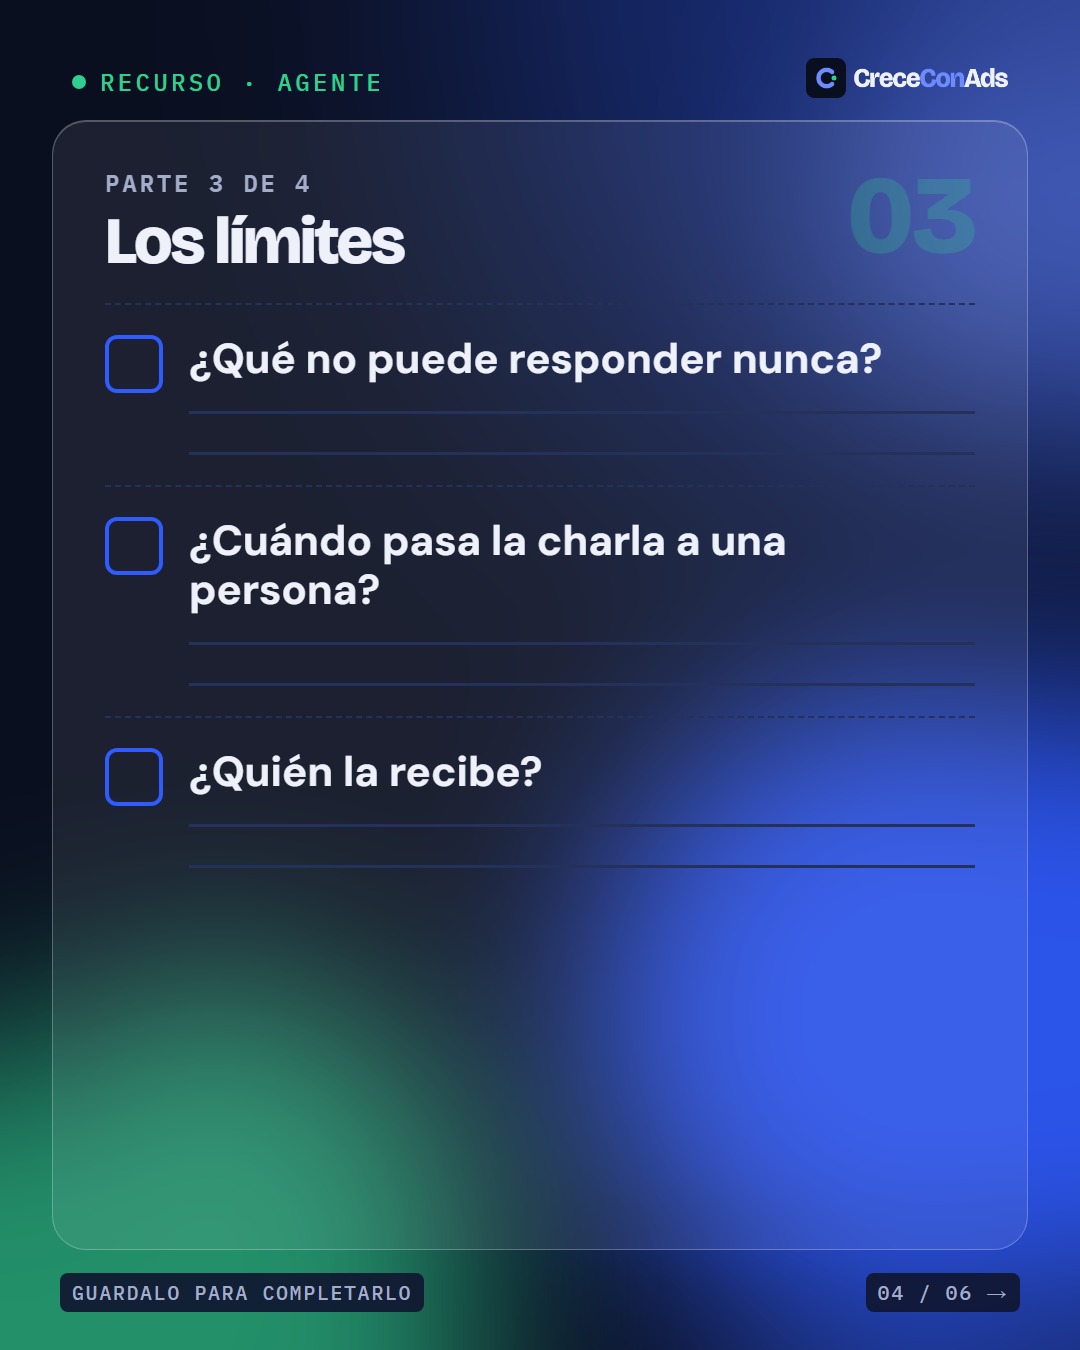 RECURSO · AGENTE
CreceConAds
PARTE 3 DE 4
Los límites
03
¿Qué no puede responder nunca?
¿Cuándo pasa la charla a una
persona?
¿Quién la recibe?
GUARDALO PARA COMPLETARLO
04 / 06 →